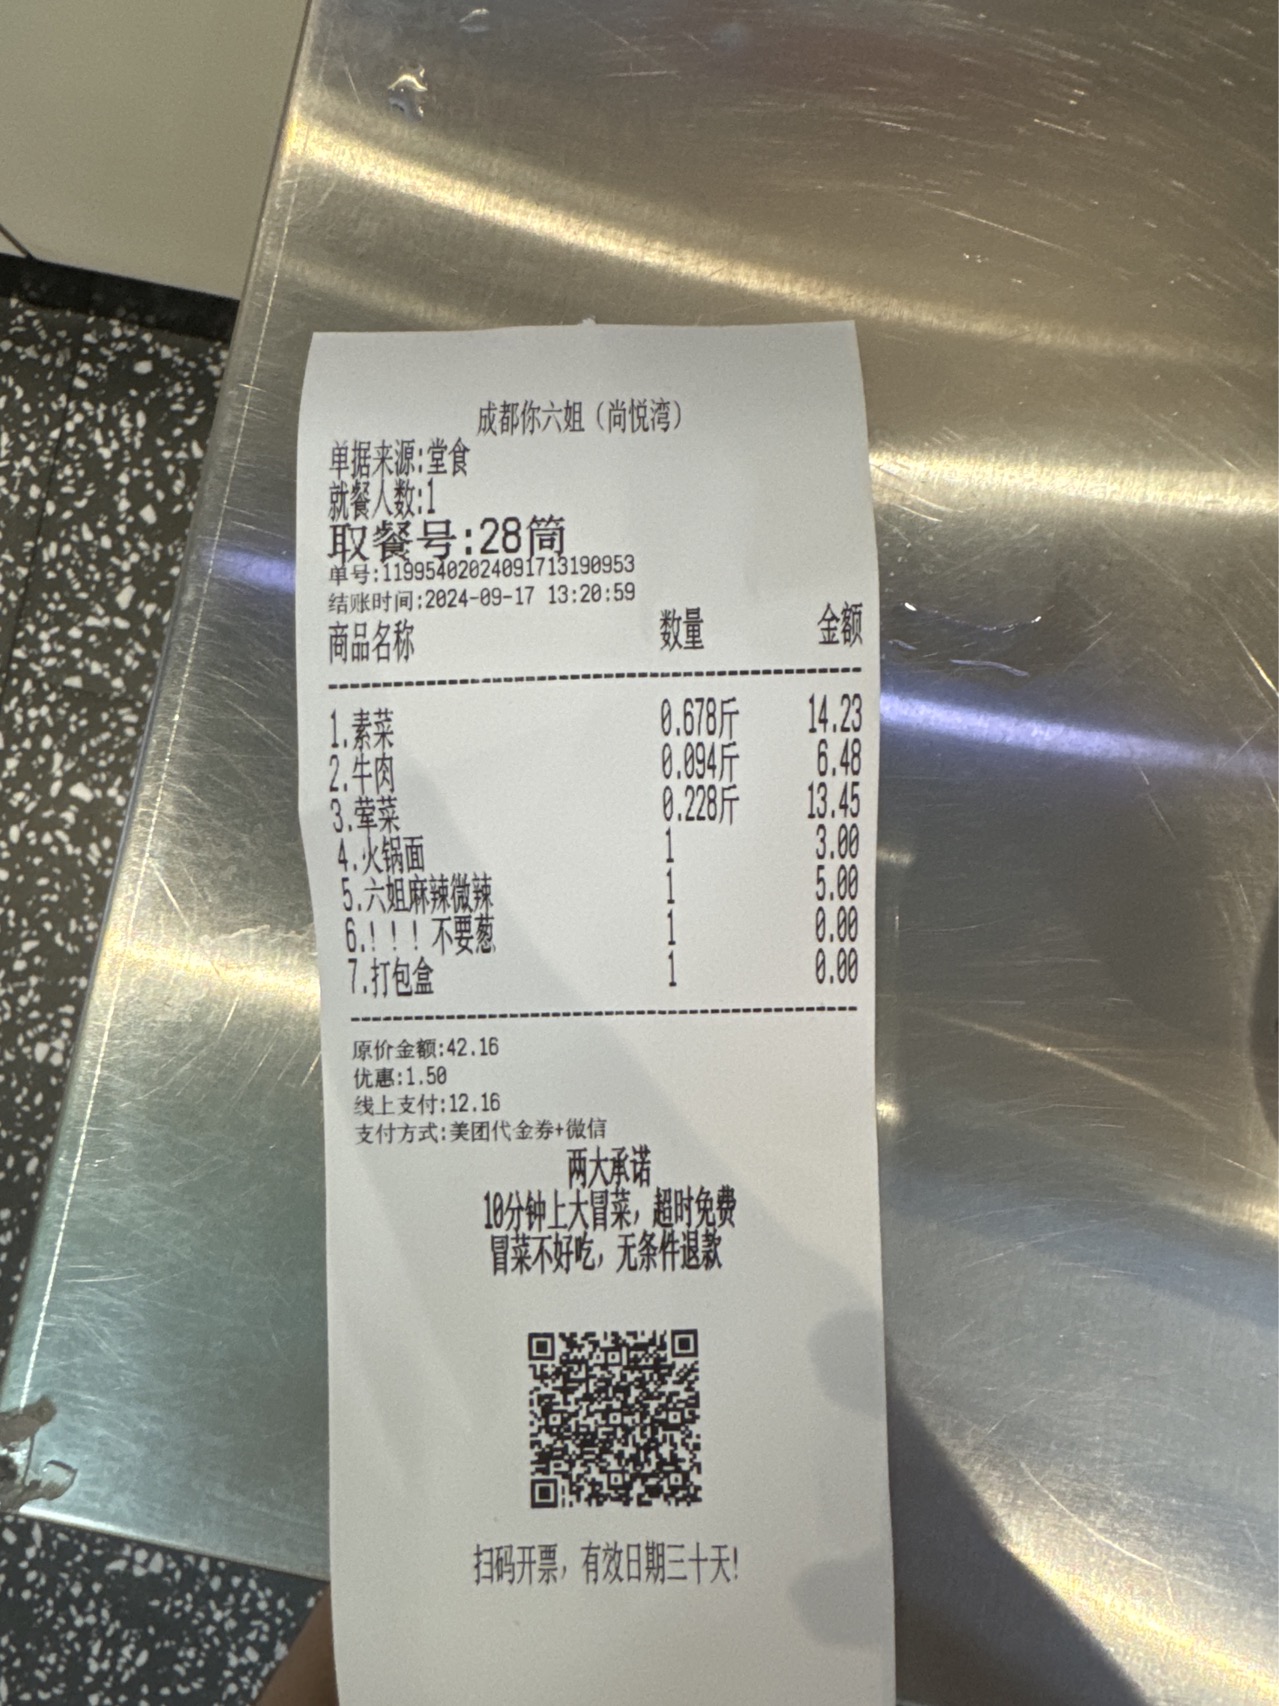 成都你六姐（尚悦湾）
单据来源:堂食
就餐人数:1
取餐号:28筒
单号:11995402024091713190953
结账时间:2024-09-17 13:20:59
商品名称 数量 金额
1.素菜 0.678斤 14.23
2.牛肉 0.094斤 6.48
3.荤菜 0.228斤 13.45
4.火锅面 1 3.00
5.六姐麻辣微辣 1 5.00
6.！！！不要葱 1 0.00
7.打包盒 1 0.00
原价金额:42.16
优惠:1.50
线上支付:12.16
支付方式:美团代金券+微信
两大承诺
10分钟上大冒菜，超时免费
冒菜不好吃，无条件退款
扫码开票，有效日期三十天!